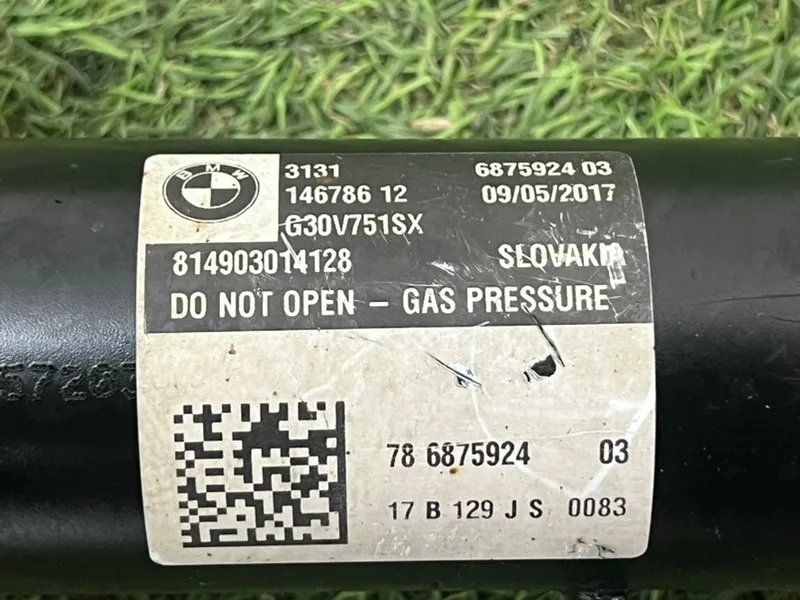 BMW
3131 6875924 03
146786 12 09/05/2017
G30V751SX
814903014128 SLOVAKIA
DO NOT OPEN - GAS PRESSURE
78 6875924 03
17 B 129 J S 0083